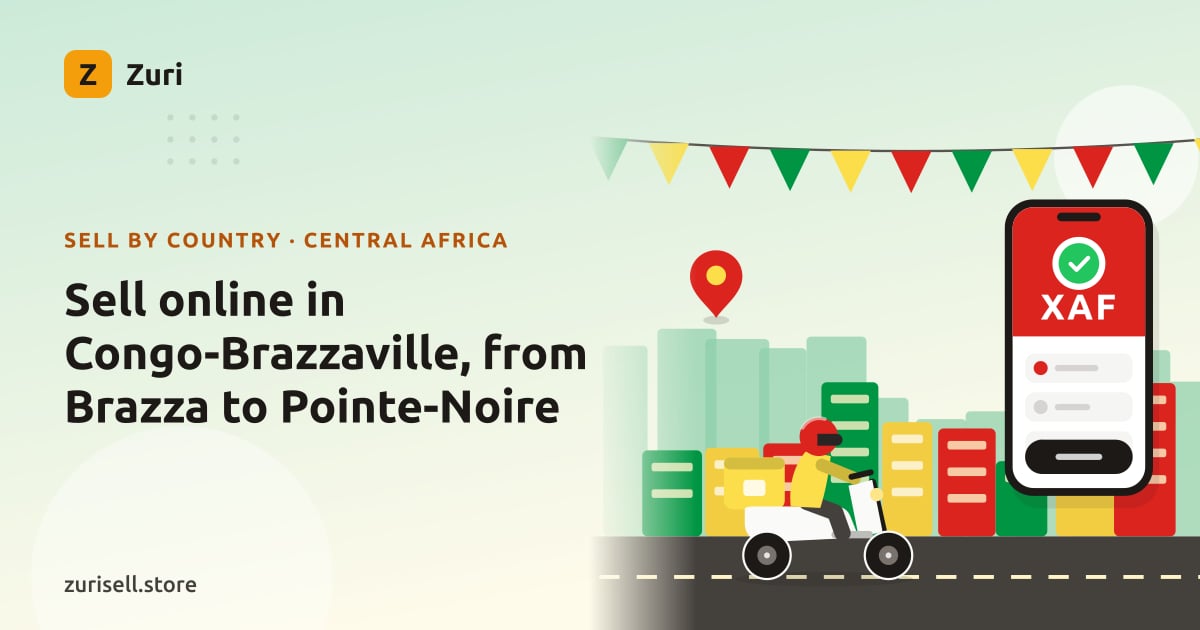 Z Zuri
SELL BY COUNTRY · CENTRAL AFRICA
Sell online in
Congo-Brazzaville, from
Brazza to Pointe-Noire
XAF
zurisell.store